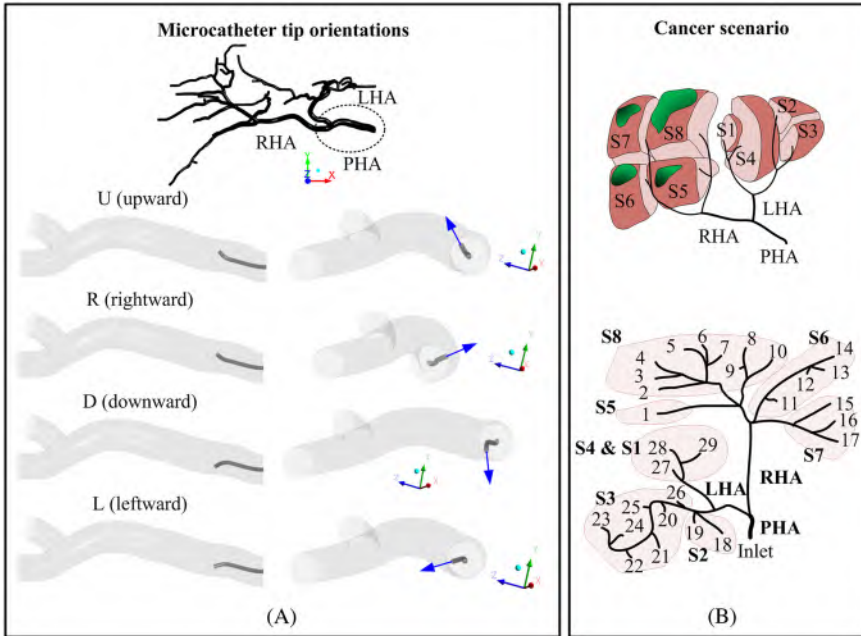 Microcatheter tip orientations
LHA
RHA
PHA
Y
Z
X
U (upward)
Z
Y
X
R (rightward)
Z
Y
X
D (downward)
Z
Y
X
L (leftward)
Z
Y
X
(A)
Cancer scenario
S7
S8
S1
S2
S3
S4
S6
S5
LHA
RHA
PHA
S8
6
8
S6
5
7
10
14
4
9
13
3
12
2
11
15
S5
1
16
17
S4 & S1
28
29
S7
27
RHA
S3
26
LHA
25
23
24
20
PHA
19
18
22
21
S2
Inlet
(B)